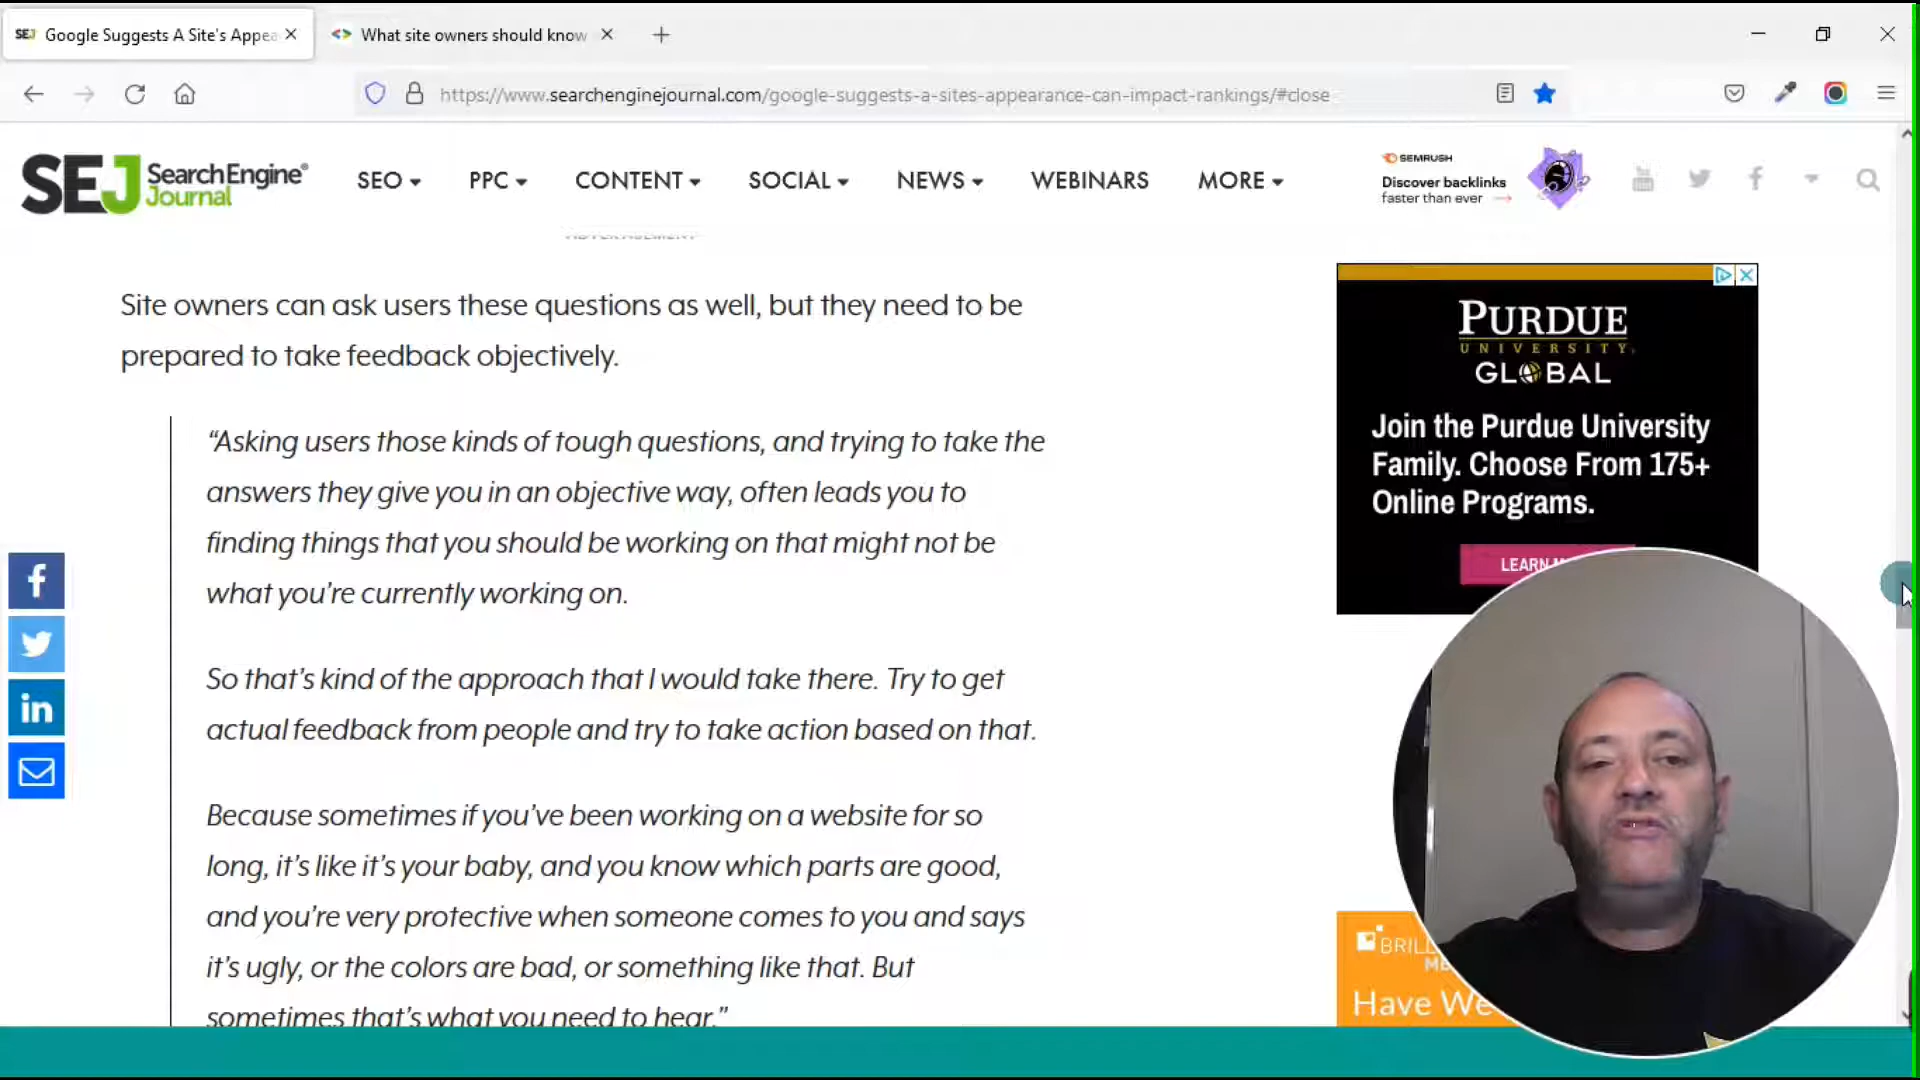 SEJ Google Suggests A Site's Appea
What site owners should know
https://www.searchenginejournal.com/google-suggests-a-sites-appearance-can-impact-rankings/#close
SEJ SearchEngine® Journal
SEO PPC CONTENT SOCIAL NEWS WEBINARS MORE
SEMRUSH
Discover backlinks
faster than ever
You
ADVERTISEMENT
Site owners can ask users these questions as well, but they need to be
prepared to take feedback objectively.
“Asking users those kinds of tough questions, and trying to take the
answers they give you in an objective way, often leads you to
finding things that you should be working on that might not be
what you’re currently working on.
So that’s kind of the approach that I would take there. Try to get
actual feedback from people and try to take action based on that.
Because sometimes if you’ve been working on a website for so
long, it’s like it’s your baby, and you know which parts are good,
and you’re very protective when someone comes to you and says
it’s ugly, or the colors are bad, or something like that. But
sometimes that’s what you need to hear.”
PURDUE
UNIVERSITY
GLOBAL
Join the Purdue University
Family. Choose From 175+
Online Programs.
LEARN
BRILL
ME
Have We